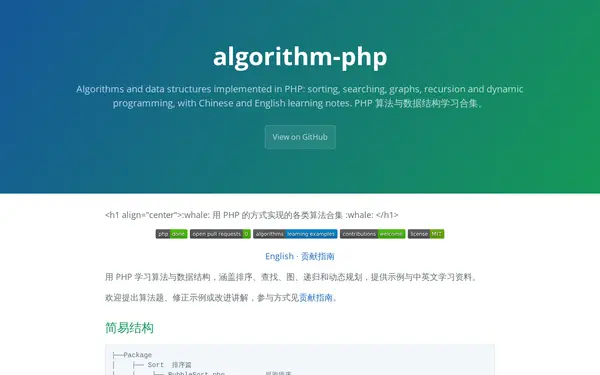 algorithm-php
Algorithms and data structures implemented in PHP: sorting, searching, graphs, recursion and dynamic
programming, with Chinese and English learning notes. PHP 算法与数据结构学习合集。
View on GitHub
<h1 align="center">:whale: 用 PHP 的方式实现的各类算法合集 :whale: </h1>
php done open pull requests 0 algorithms learning examples contributions welcome license MIT
English · 贡献指南
用 PHP 学习算法与数据结构，涵盖排序、查找、图、递归和动态规划，提供示例与中英文学习资料。
欢迎提出算法题、修正示例或改进讲解，参与方式见贡献指南。
简易结构
├──Package
│ ├── Sort 排序篇
│ │ ├── BubbleSort.php 冒泡排序